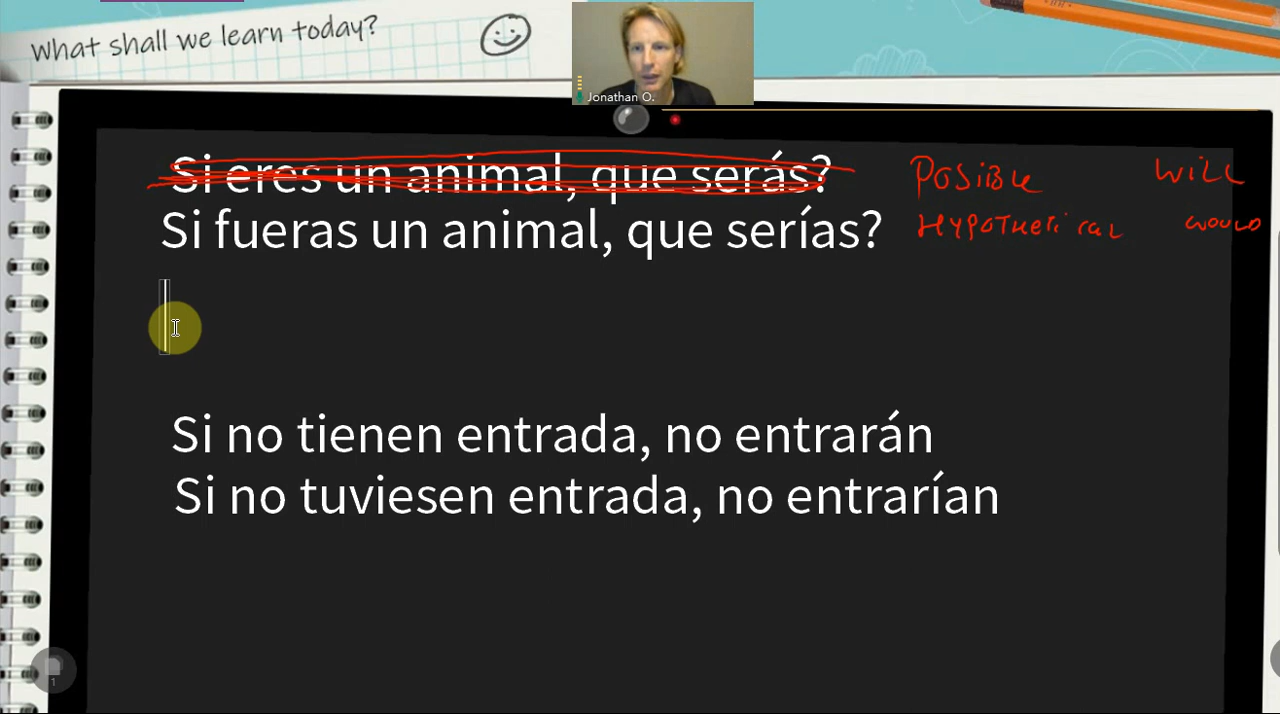 What shall we learn today?
Jonathan O.
Si eres un animal, que serás? POSIBLE WILL
Si fueras un animal, que serías? HYPOTHETICAL WOULD
Si no tienen entrada, no entrarán
Si no tuviesen entrada, no entrarían
1